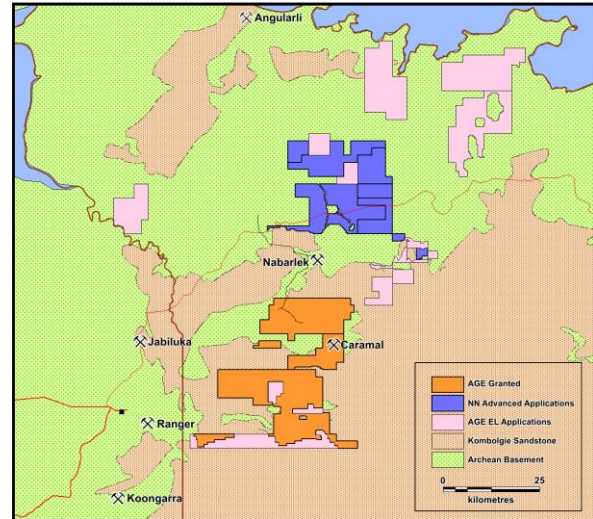 Angularli
Nabarlek
Jabiluka
Caramal
Ranger
Koongarra
AGE Granted
NN Advanced Applications
AGE EL Applications
Kombolgie Sandstone
Archean Basement
0 25
kilometres